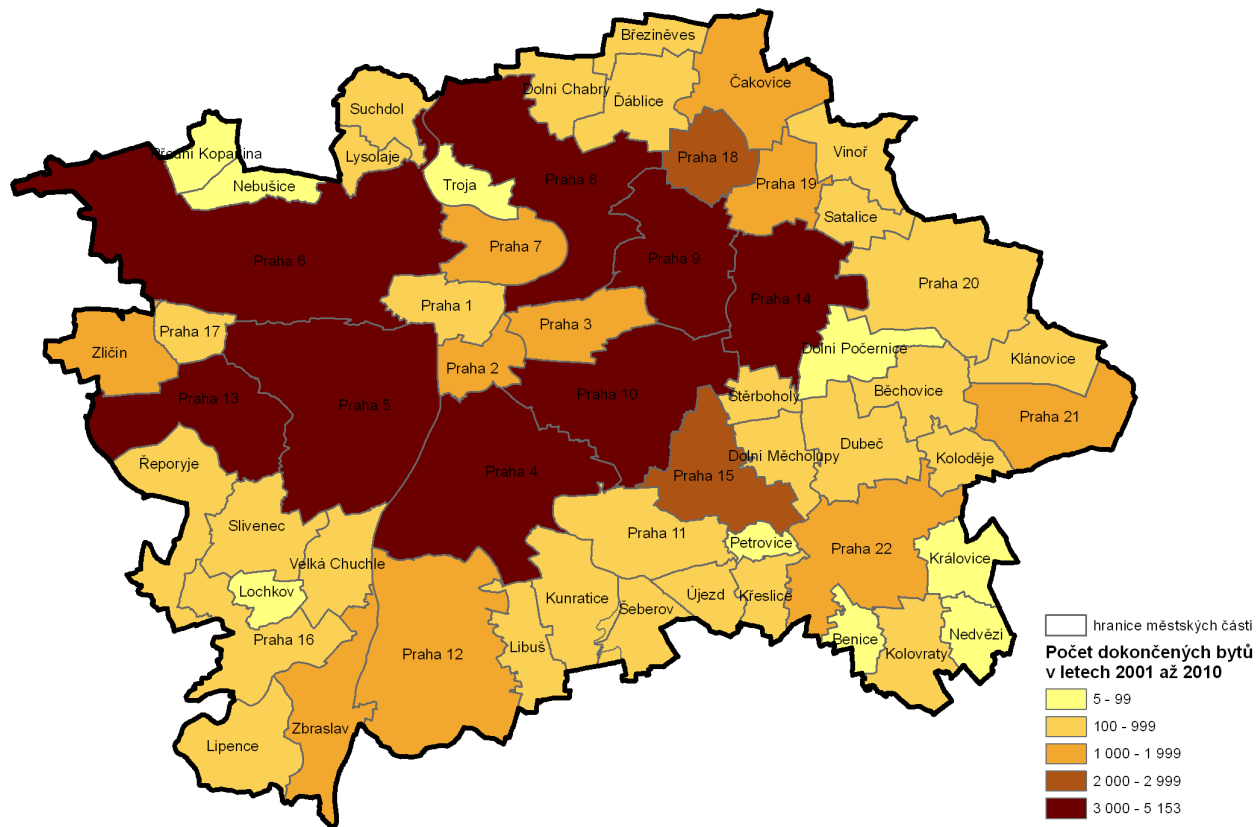 Březiněves
Čakovice
Dolní Chabry
Ďáblice
Suchdol
Vinoř
Přední Kopanina
Lysolaje
Praha 18
Nebušice
Troja
Praha 8
Praha 19
Satalice
Praha 7
Praha 6
Praha 9
Praha 20
Praha 14
Praha 1
Praha 17
Praha 3
Zličín
Dolní Počernice
Klánovice
Praha 2
Praha 13
Praha 5
Praha 10
Štěrboholy
Běchovice
Praha 21
Praha 4
Dubeč
Dolní Měcholupy
Koloděje
Řeporyje
Praha 15
Slivenec
Praha 11
Petrovice
Praha 22
Královice
Velká Chuchle
Lochkov
Kunratice
Újezd
Křeslice
Šeberov
Praha 16
Praha 12
Libuš
Benice
Nedvězí
Kolovraty
Zbraslav
Lipence
hranice městských částí
Počet dokončených bytů
v letech 2001 až 2010
5 - 99
100 - 999
1 000 - 1 999
2 000 - 2 999
3 000 - 5 153